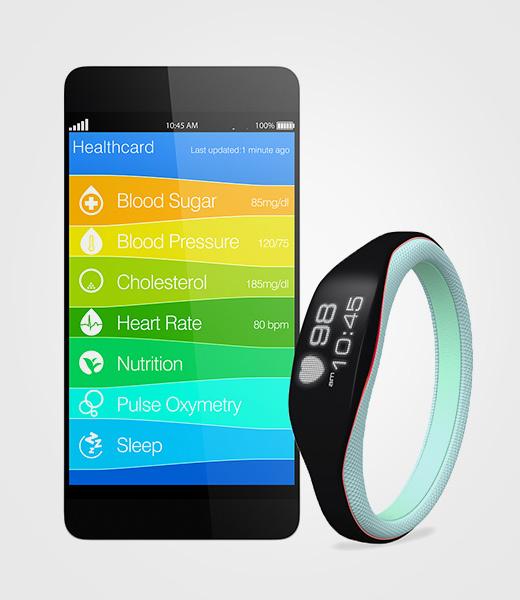 10:45 AM 100%
Healthcard Last updated:1 minute ago
Blood Sugar 85mg/dl
Blood Pressure 120/75
Cholesterol 185mg/dl
Heart Rate 80 bpm
Nutrition
Pulse Oxymetry
Sleep
98
am 10:45